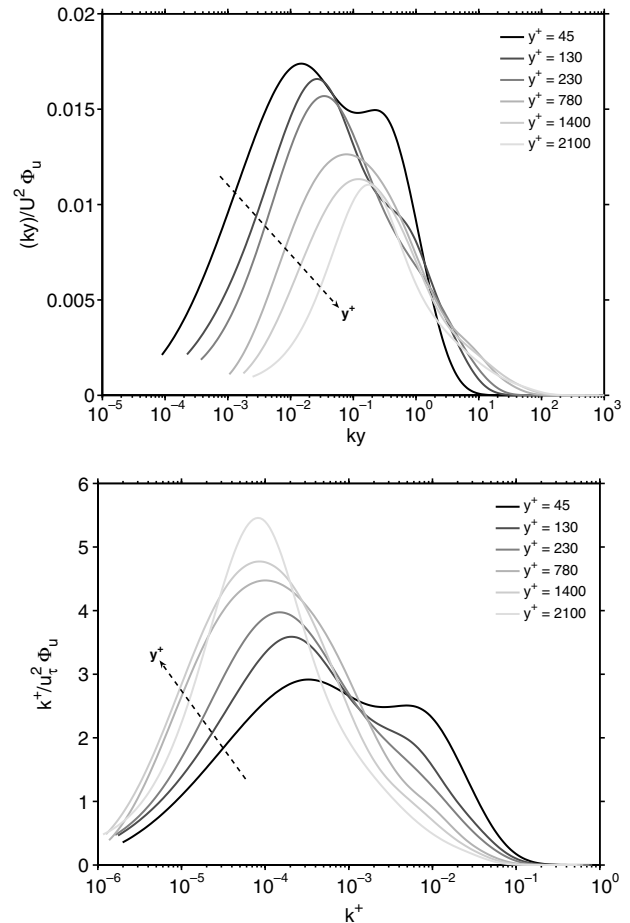 0.02
0.015
0.01
0.005
0
(ky)/U² Φᵤ
y⁺ = 45
y⁺ = 130
y⁺ = 230
y⁺ = 780
y⁺ = 1400
y⁺ = 2100
y⁺
10⁻⁵ 10⁻⁴ 10⁻³ 10⁻² 10⁻¹ 10⁰ 10¹ 10² 10³
ky
6
5
4
3
2
1
0
k⁺/u_τ² Φᵤ
y⁺ = 45
y⁺ = 130
y⁺ = 230
y⁺ = 780
y⁺ = 1400
y⁺ = 2100
y⁺
10⁻⁶ 10⁻⁵ 10⁻⁴ 10⁻³ 10⁻² 10⁻¹ 10⁰
k⁺